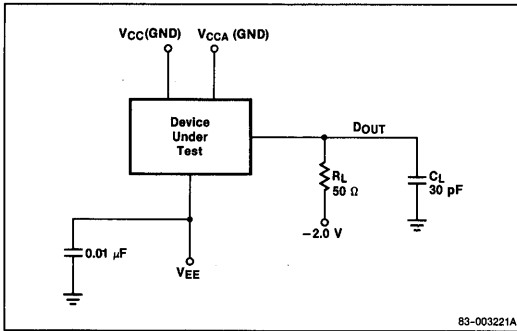 VCC(GND) VCCA (GND)
Device
Under
Test
DOUT
RL
50 Ω
CL
30 pF
−2.0 V
0.01 μF
VEE
83-003221A